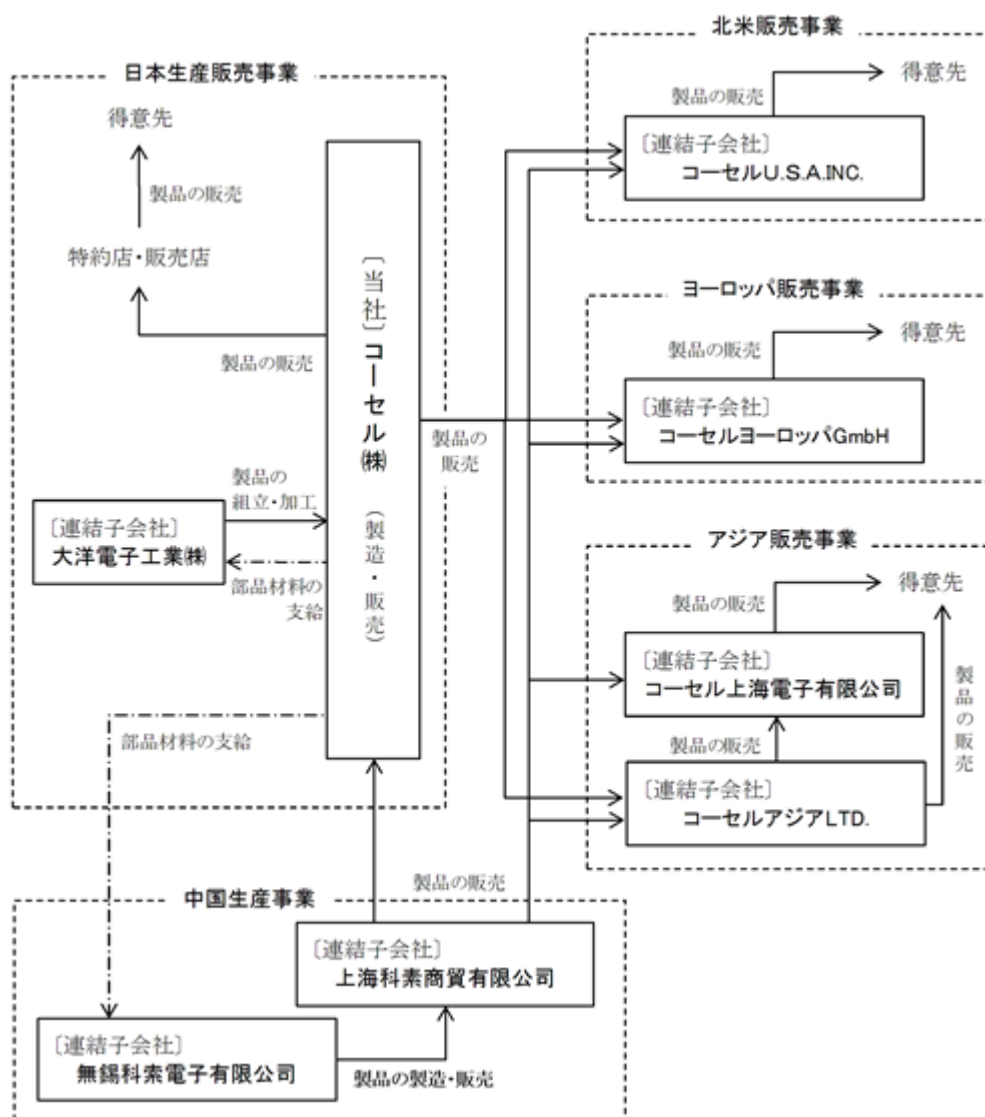 日本生産販売事業
得意先
製品の販売
特約店・販売店
製品の販売
〔当社〕コーセル㈱ (製造・販売)
製品の
組立・加工
〔連結子会社〕
大洋電子工業㈱
部品材料の
支給
部品材料の支給
製品の
販売
北米販売事業
得意先
製品の販売
〔連結子会社〕
コーセルU.S.A.INC.
ヨーロッパ販売事業
得意先
製品の販売
〔連結子会社〕
コーセルヨーロッパGmbH
アジア販売事業
得意先
製品の販売
〔連結子会社〕
コーセル上海電子有限公司
製品の販売
製品の販売
〔連結子会社〕
コーセルアジアLTD.
製品の販売
中国生産事業
〔連結子会社〕
上海科素商貿有限公司
〔連結子会社〕
無錫科索電子有限公司
製品の製造・販売